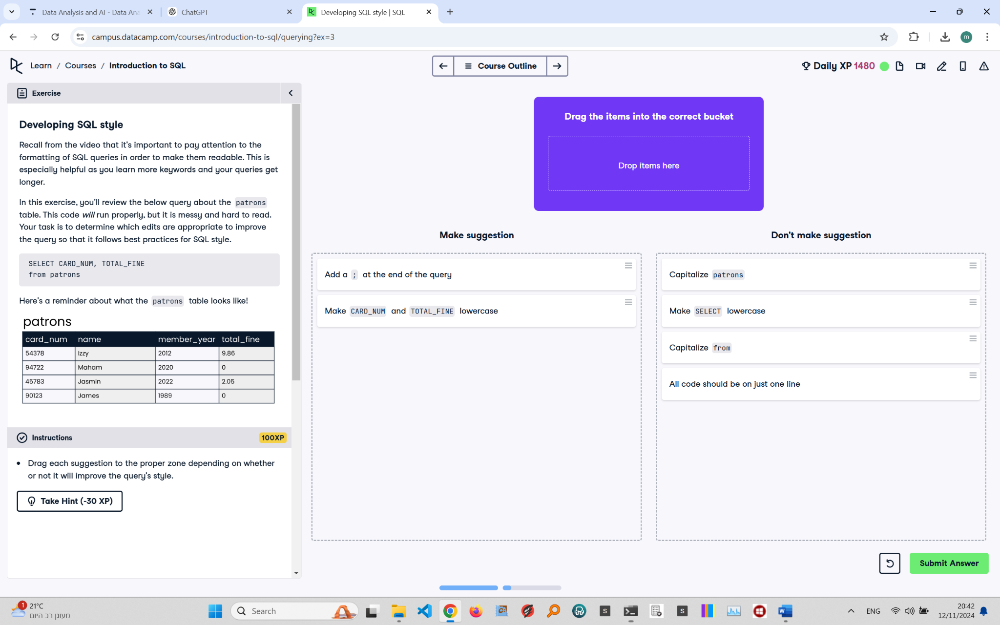 Data Analysis and AI - Data Ana
ChatGPT
Developing SQL style | SQL
campus.datacamp.com/courses/introduction-to-sql/querying?ex=3
m
Learn / Courses / Introduction to SQL
Course Outline
Daily XP 1480
Exercise
Developing SQL style
Recall from the video that it's important to pay attention to the
formatting of SQL queries in order to make them readable. This is
especially helpful as you learn more keywords and your queries get
longer.
In this exercise, you'll review the below query about the patrons
table. This code will run properly, but it is messy and hard to read.
Your task is to determine which edits are appropriate to improve
the query so that it follows best practices for SQL style.
SELECT CARD_NUM, TOTAL_FINE
from patrons
Here's a reminder about what the patrons table looks like!
patrons
card_num name member_year total_fine
54378 Izzy 2012 9.86
94722 Maham 2020 0
45783 Jasmin 2022 2.05
90123 James 1989 0
Instructions
100XP
Drag each suggestion to the proper zone depending on whether
or not it will improve the query's style.
Take Hint (-30 XP)
Drag the items into the correct bucket
Drop items here
Make suggestion
Add a ; at the end of the query
Make CARD_NUM and TOTAL_FINE lowercase
Don't make suggestion
Capitalize patrons
Make SELECT lowercase
Capitalize from
All code should be on just one line
Submit Answer
1
21°C
מעונן רב היום
Search
S
S
W
ENG
20:42
12/11/2024